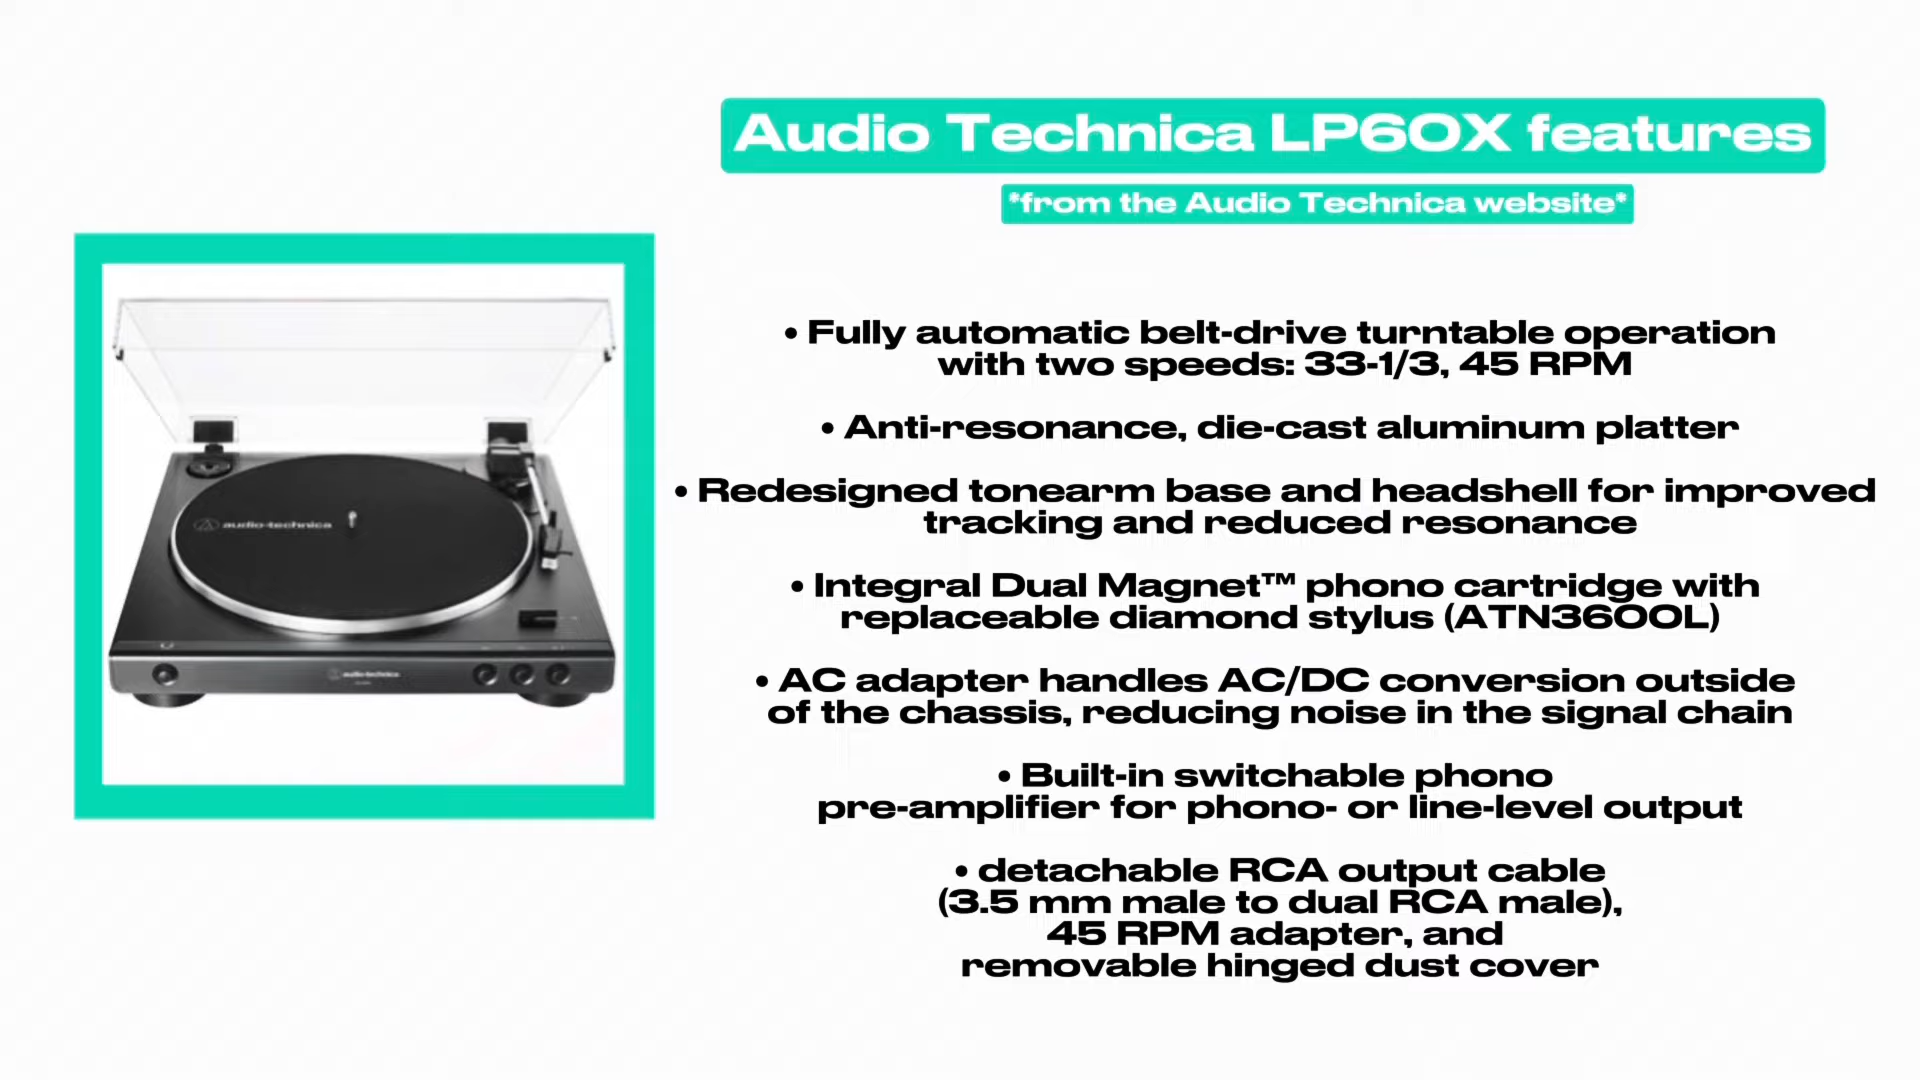 Audio Technica LP60X features
*from the Audio Technica website*
• Fully automatic belt-drive turntable operation
with two speeds: 33-1/3, 45 RPM
• Anti-resonance, die-cast aluminum platter
• Redesigned tonearm base and headshell for improved
tracking and reduced resonance
• Integral Dual Magnet™ phono cartridge with
replaceable diamond stylus (ATN3600L)
• AC adapter handles AC/DC conversion outside
of the chassis, reducing noise in the signal chain
• Built-in switchable phono
pre-amplifier for phono- or line-level output
• detachable RCA output cable
(3.5 mm male to dual RCA male),
45 RPM adapter, and
removable hinged dust cover
audio-technica
audio-technica